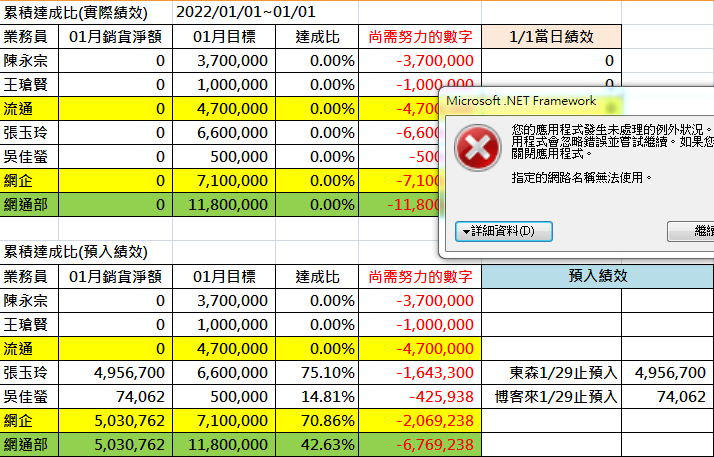 累積達成比(實際績效) 2022/01/01~01/01
業務員 01月銷貨淨額 01月目標 達成比 尚需努力的數字 1/1當日績效
陳永宗 0 3,700,000 0.00% -3,700,000 0
王瑲賢 0 1,000,000 0.00% -1,000,000 0
流通 0 4,700,000 0.00% -4,700
張玉玲 0 6,600,000 0.00% -6,600
吳佳螢 0 500,000 0.00% -500
網企 0 7,100,000 0.00% -7,100
網通部 0 11,800,000 0.00% -11,800
Microsoft .NET Framework
您的應用程式發生未處理的例外狀況。
用程式會忽略錯誤並嘗試繼續。如果您
關閉應用程式。
指定的網路名稱無法使用。
詳細資料(D) 繼續
累積達成比(預入績效)
業務員 01月銷貨淨額 01月目標 達成比 尚需努力的數字 預入績效
陳永宗 0 3,700,000 0.00% -3,700,000
王瑲賢 0 1,000,000 0.00% -1,000,000
流通 0 4,700,000 0.00% -4,700,000
張玉玲 4,956,700 6,600,000 75.10% -1,643,300 東森1/29止預入 4,956,700
吳佳螢 74,062 500,000 14.81% -425,938 博客來1/29止預入 74,062
網企 5,030,762 7,100,000 70.86% -2,069,238
網通部 5,030,762 11,800,000 42.63% -6,769,238